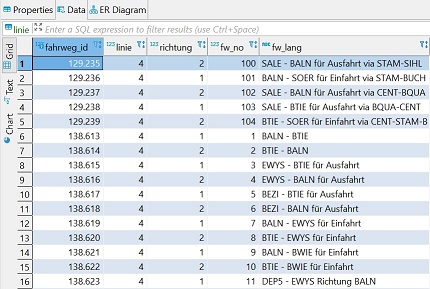 Properties Data ER Diagram
linie Enter a SQL expression to filter results (use Ctrl+Space)
Grid
Text
Chart
123 fahrweg_id 123 linie 123 richtung 123 fw_no ABC fw_lang
1 129.235 4 2 100 SALE - BALN für Ausfahrt via STAM-SIHL
2 129.236 4 1 101 BALN - SOER für Einfahrt via STAM-BUCH
3 129.237 4 2 102 SALE - BALN für Ausfahrt via CENT-BQUA
4 129.238 4 1 103 SALE - BTIE für Ausfahrt via BQUA-CENT
5 129.239 4 2 104 BTIE - SOER für Einfahrt via CENT-STAM-B
6 138.613 4 1 1 BALN - BTIE
7 138.614 4 2 2 BTIE - BALN
8 138.615 4 1 3 EWYS - BTIE für Ausfahrt
9 138.616 4 2 4 EWYS - BALN für Ausfahrt
10 138.617 4 1 5 BEZI - BTIE für Ausfahrt
11 138.618 4 2 6 BEZI - BALN für Ausfahrt
12 138.619 4 1 7 BALN - EWYS für Einfahrt
13 138.620 4 2 8 BTIE - EWYS für Einfahrt
14 138.621 4 1 9 BALN - BWIE für Einfahrt
15 138.622 4 2 10 BTIE - BWIE für Einfahrt
16 138.623 4 1 11 DEP5 - EWYS Richtung BALN